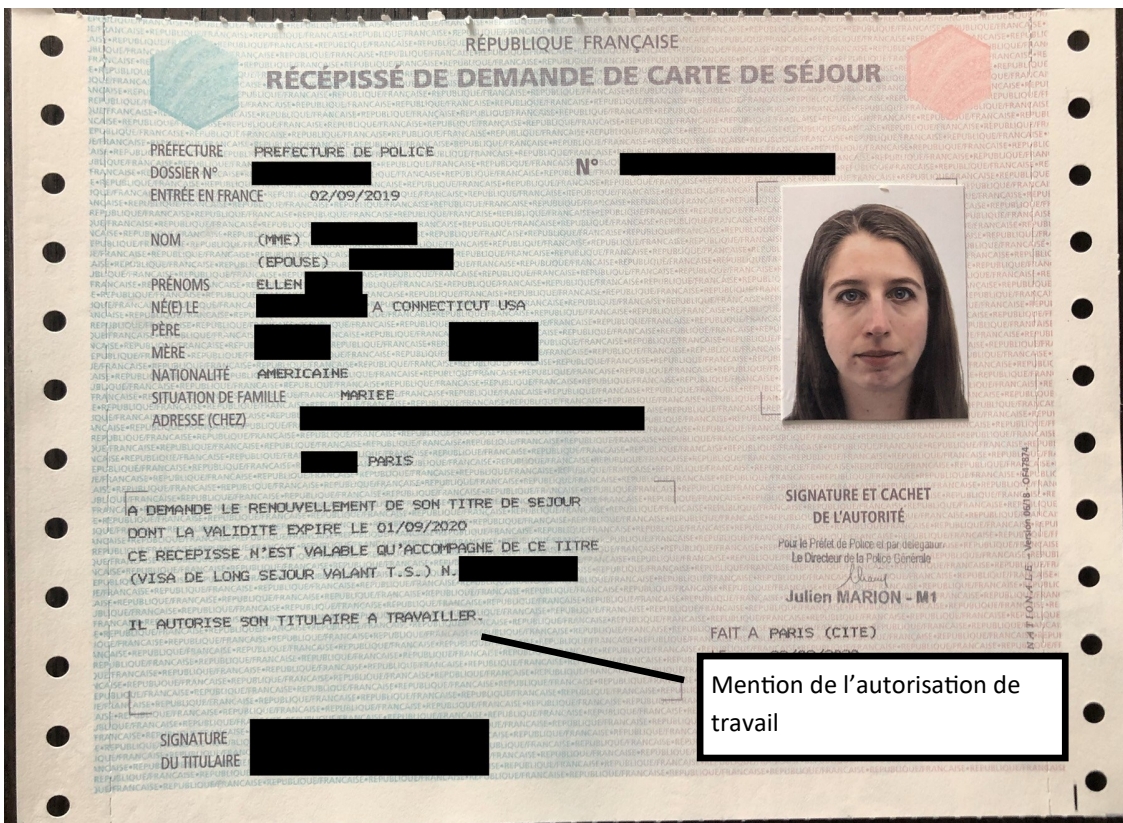 RÉPUBLIQUE FRANÇAISE
RÉCÉPISSÉ DE DEMANDE DE CARTE DE SÉJOUR
PRÉFECTURE PREFECTURE DE POLICE
DOSSIER N° N°
ENTRÉE EN FRANCE 02/09/2019
NOM (MME)
(EPOUSE)
PRÉNOMS ELLEN
NÉ(E) LE A CONNECTICUT USA
PÈRE
MÈRE
NATIONALITÉ AMERICAINE
SITUATION DE FAMILLE MARIEE
ADRESSE (CHEZ)
PARIS
A DEMANDE LE RENOUVELLEMENT DE SON TITRE DE SEJOUR
DONT LA VALIDITE EXPIRE LE 01/09/2020
CE RECEPISSE N'EST VALABLE QU'ACCOMPAGNE DE CE TITRE
(VISA DE LONG SEJOUR VALANT T.S.) N.
IL AUTORISE SON TITULAIRE A TRAVAILLER.
SIGNATURE
DU TITULAIRE
SIGNATURE ET CACHET
DE L'AUTORITÉ
Pour le Préfet de Police et par délégation
Le Directeur de la Police Générale
Julien MARION - M1
FAIT A PARIS (CITE)
Mention de l'autorisation de
travail
NATIONALE - Version 06/18 - OF47874